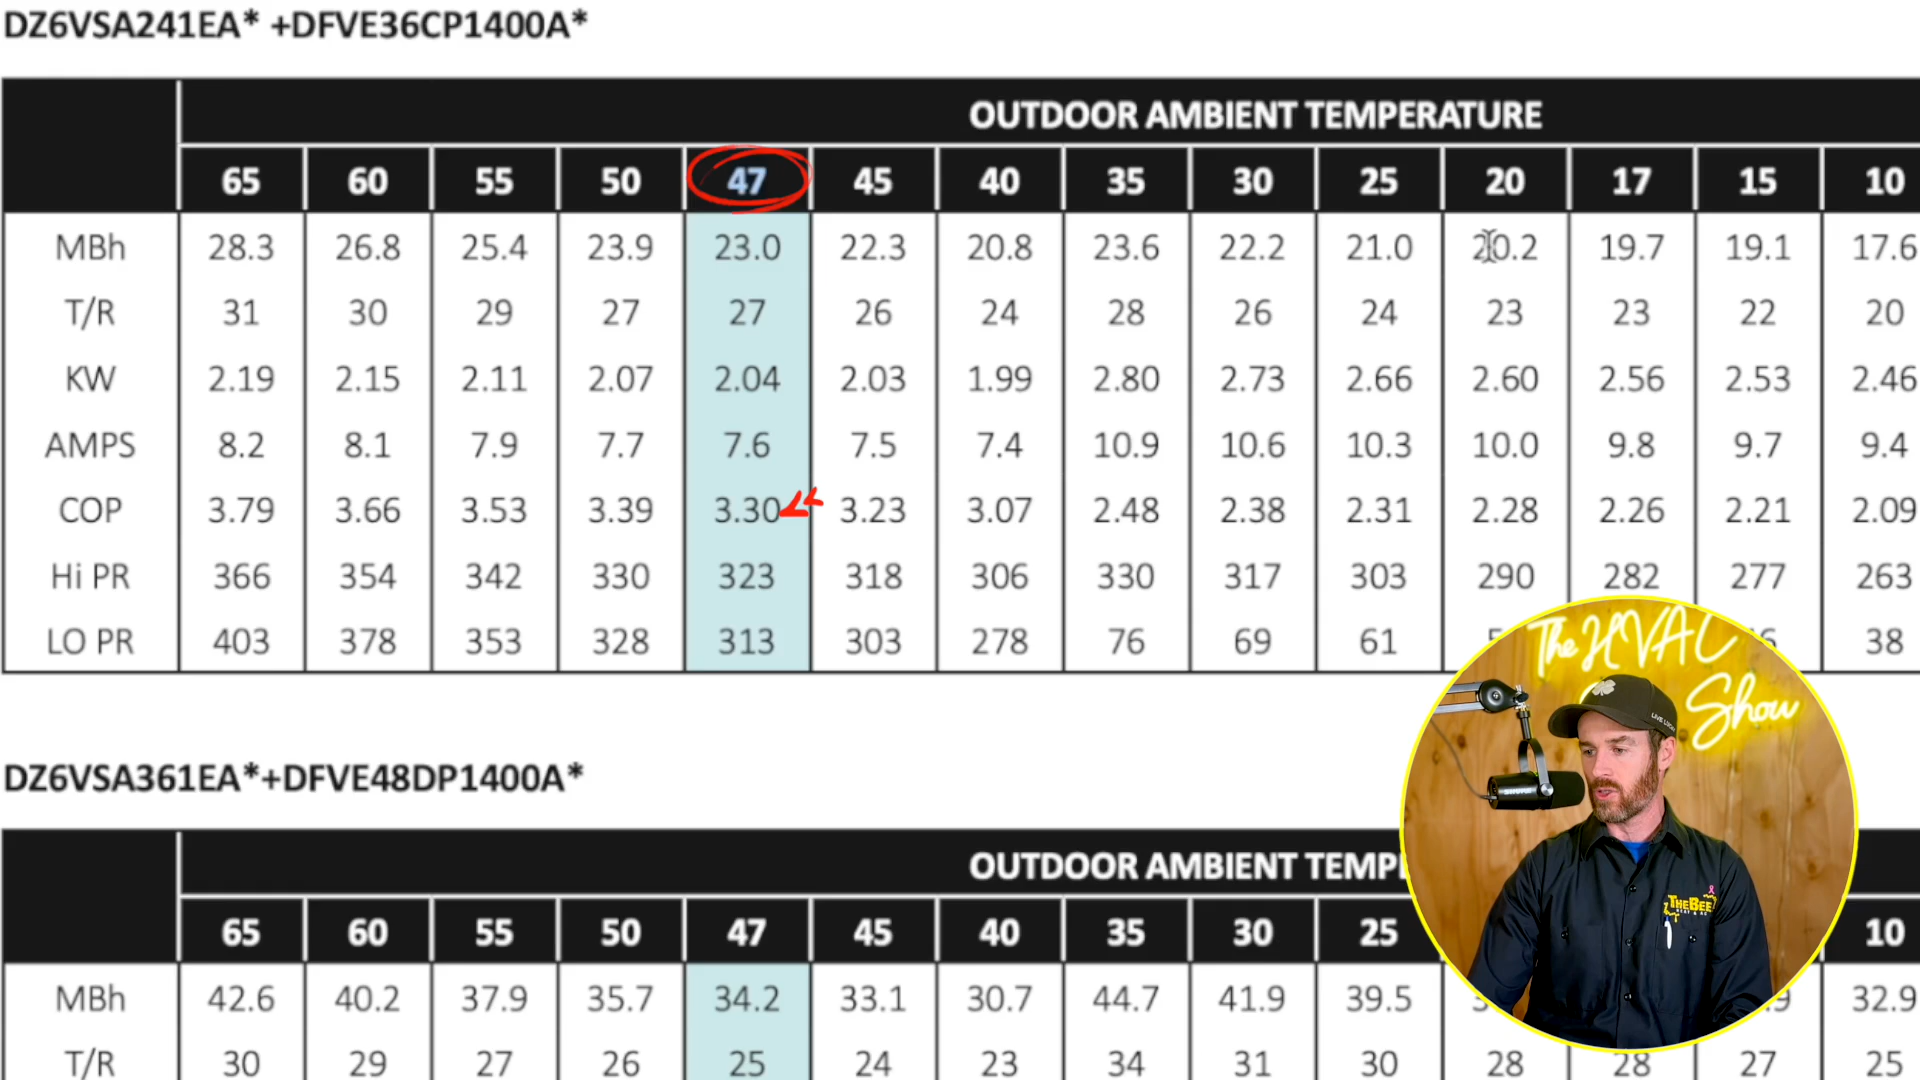 DZ6VSA241EA* +DFVE36CP1400A*
OUTDOOR AMBIENT TEMPERATURE
65 60 55 50 47 45 40 35 30 25 20 17 15 10
MBh 28.3 26.8 25.4 23.9 23.0 22.3 20.8 23.6 22.2 21.0 20.2 19.7 19.1 17.6
T/R 31 30 29 27 27 26 24 28 26 24 23 23 22 20
KW 2.19 2.15 2.11 2.07 2.04 2.03 1.99 2.80 2.73 2.66 2.60 2.56 2.53 2.46
AMPS 8.2 8.1 7.9 7.7 7.6 7.5 7.4 10.9 10.6 10.3 10.0 9.8 9.7 9.4
COP 3.79 3.66 3.53 3.39 3.30 3.23 3.07 2.48 2.38 2.31 2.28 2.26 2.21 2.09
Hi PR 366 354 342 330 323 318 306 330 317 303 290 282 277 263
LO PR 403 378 353 328 313 303 278 76 69 61 38
The HVAC
Show
LIVE
SHURE
THEBEE
DZ6VSA361EA*+DFVE48DP1400A*
OUTDOOR AMBIENT
65 60 55 50 47 45 40 35 30 25 10
MBh 42.6 40.2 37.9 35.7 34.2 33.1 30.7 44.7 41.9 39.5 32.9
T/R 30 29 27 26 25 24 23 34 31 30 28 28 27 25